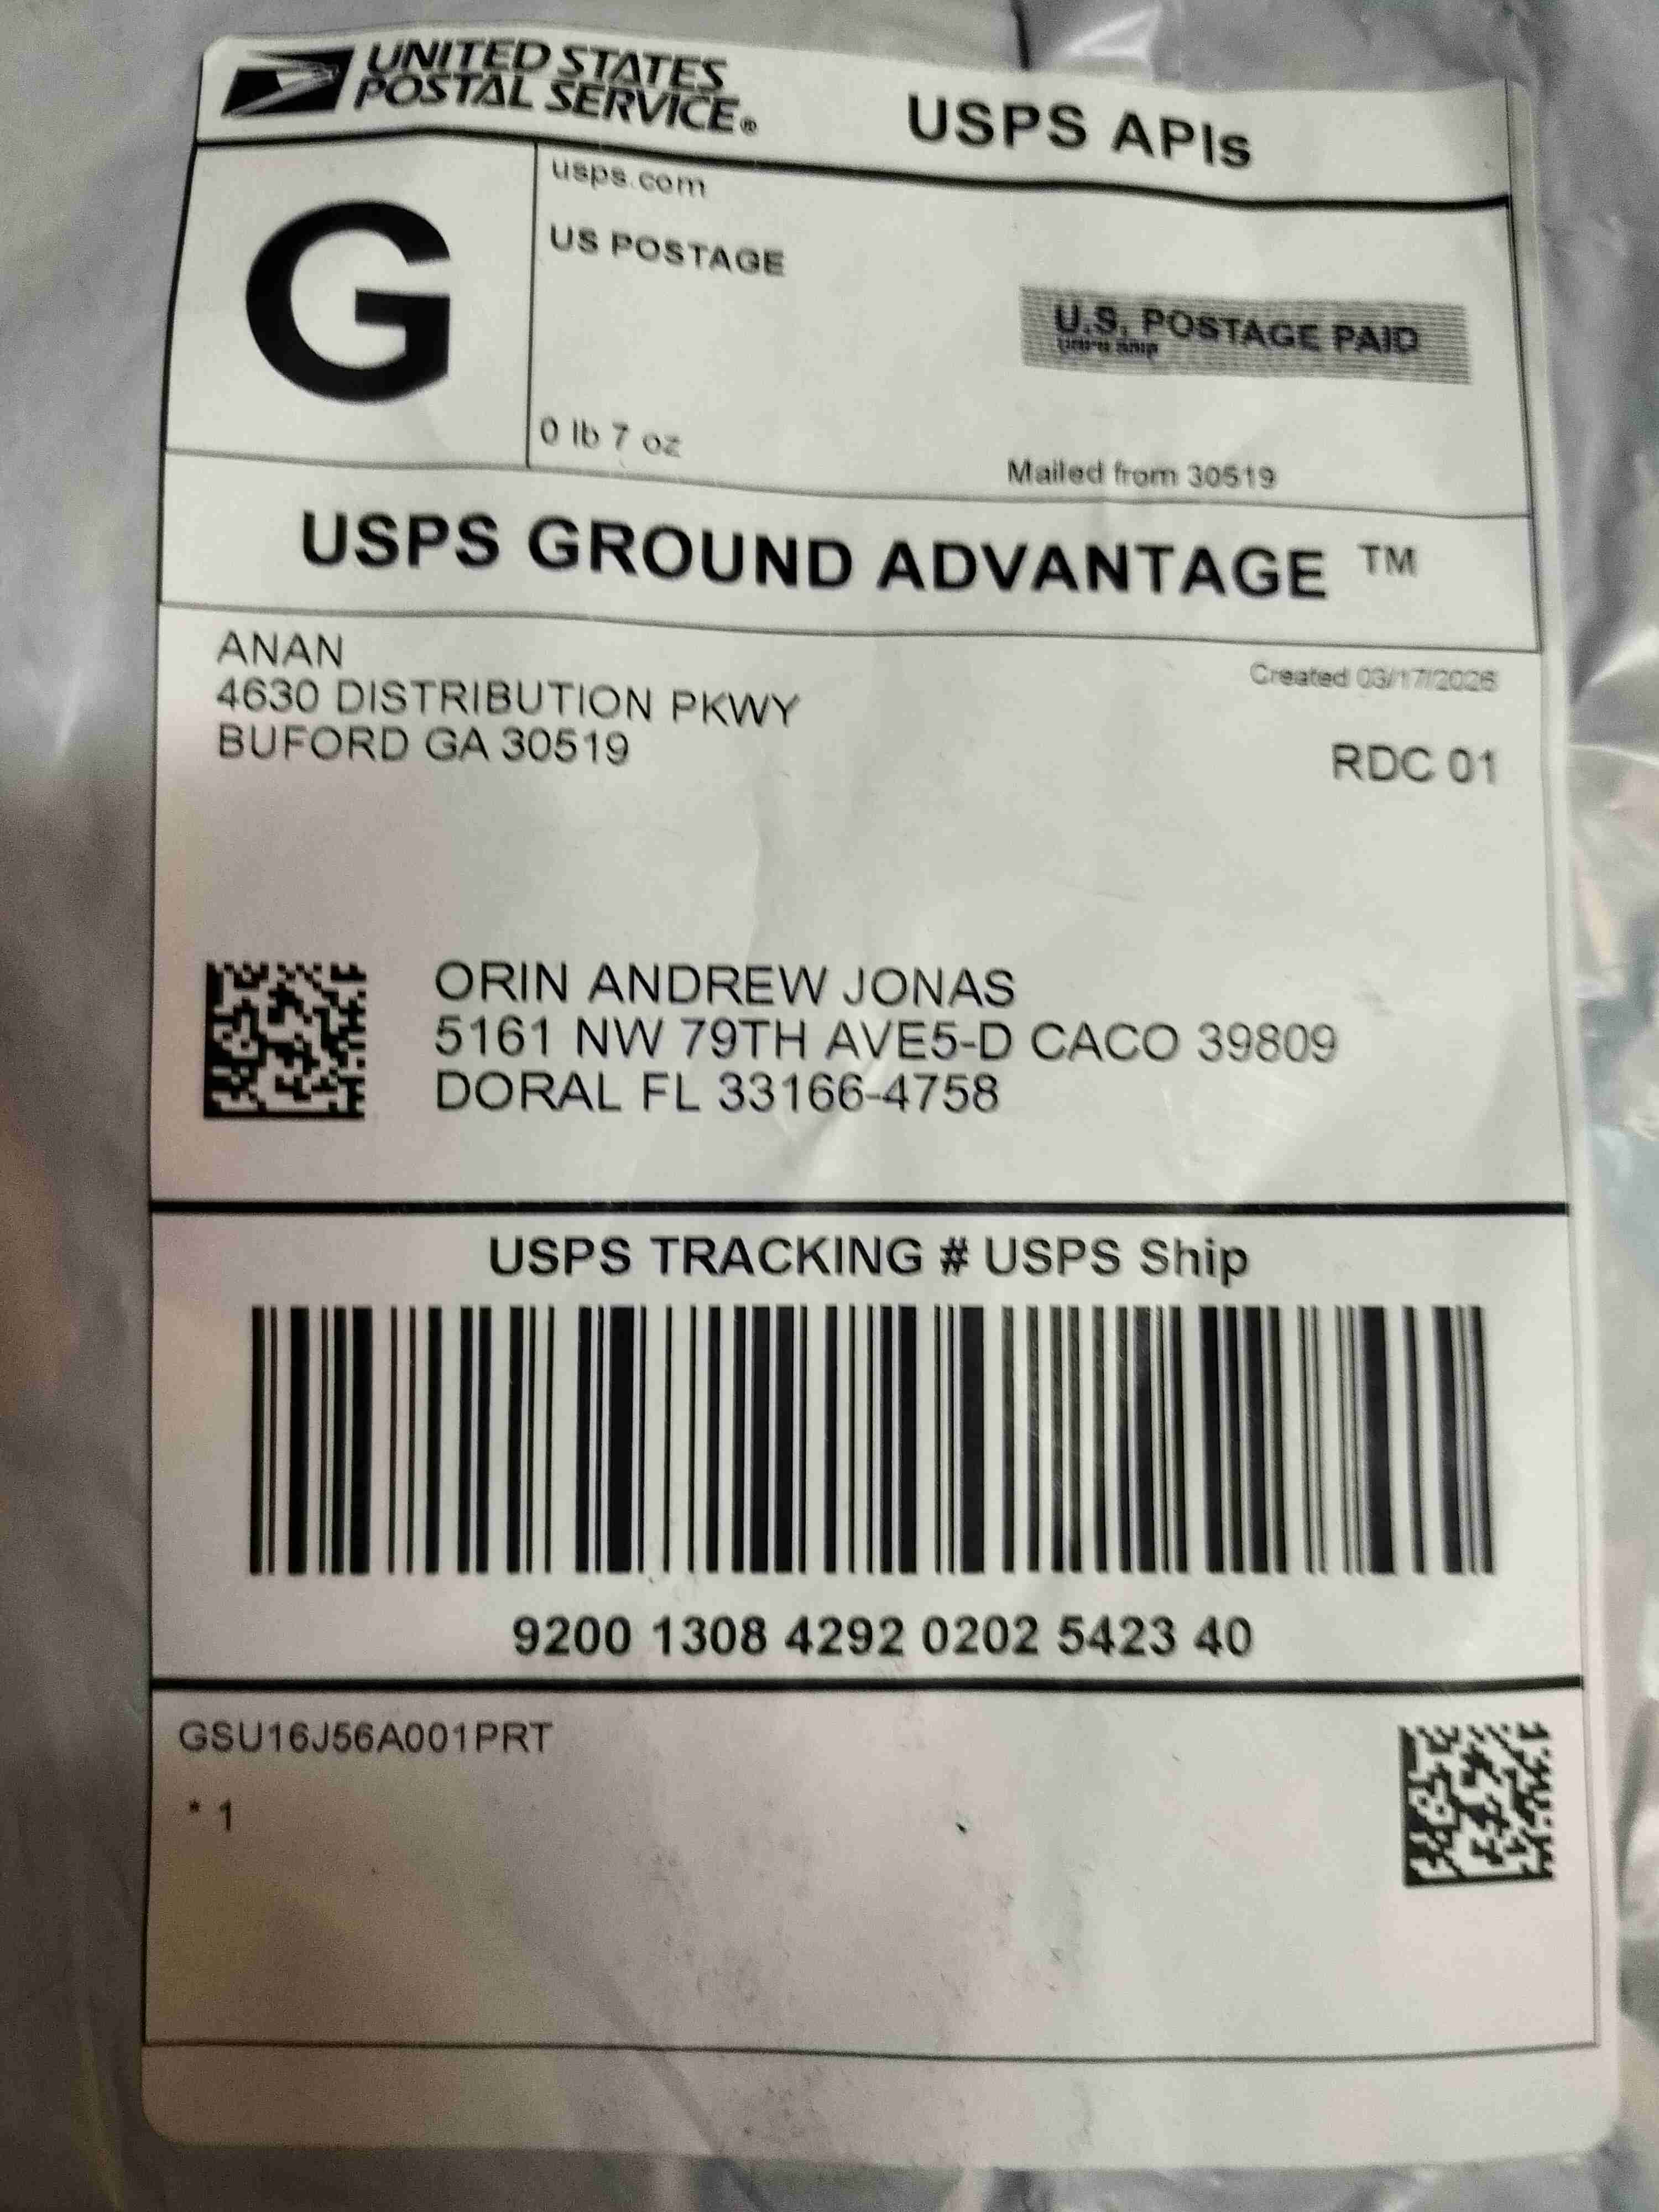 UNITED STATES
POSTAL SERVICE®
USPS APIs
G
usps.com
US POSTAGE
U.S. POSTAGE PAID
0 lb 7 oz
Mailed from 30519
USPS GROUND ADVANTAGE ™
ANAN
4630 DISTRIBUTION PKWY
BUFORD GA 30519
Created 03/17/2026
RDC 01
ORIN ANDREW JONAS
5161 NW 79TH AVE5-D CACO 39809
DORAL FL 33166-4758
USPS TRACKING # USPS Ship
9200 1308 4292 0202 5423 40
GSU16J56A001PRT
* 1